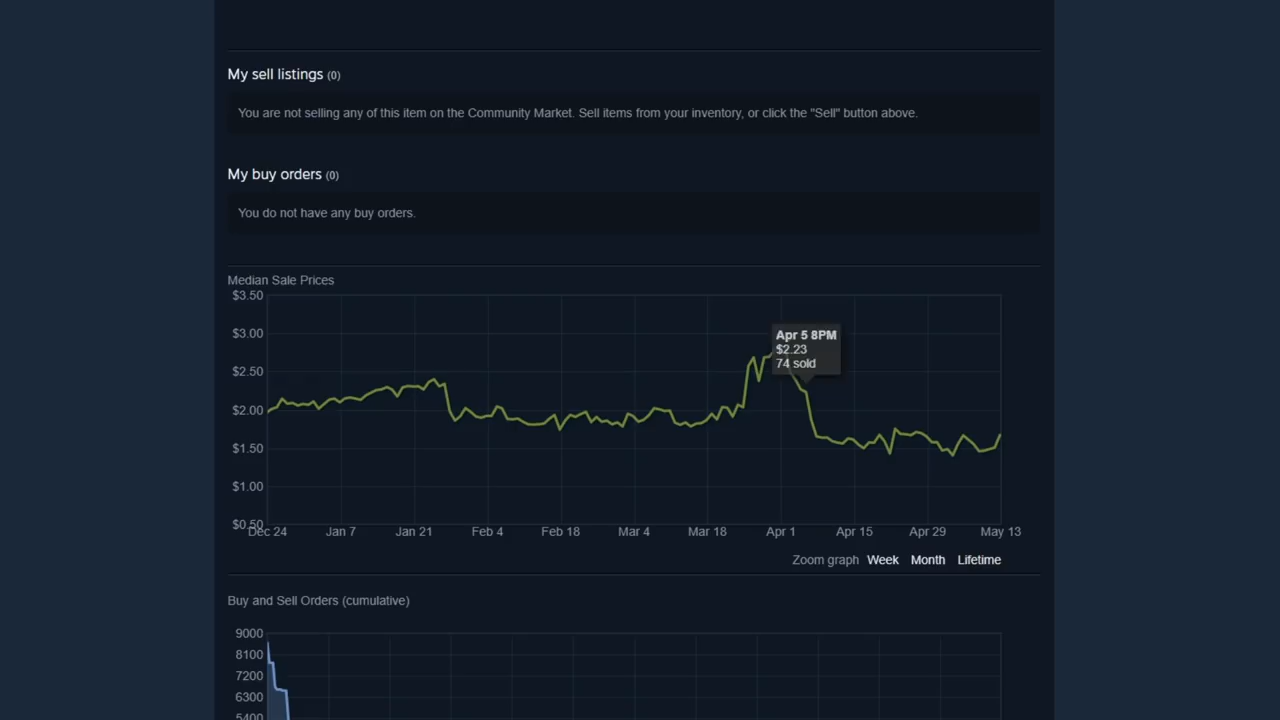 My sell listings (0)
You are not selling any of this item on the Community Market. Sell items from your inventory, or click the "Sell" button above.
My buy orders (0)
You do not have any buy orders.
Median Sale Prices
$3.50
$3.00
$2.50
$2.00
$1.50
$1.00
$0.50
Apr 5 8PM
$2.23
74 sold
Dec 24 Jan 7 Jan 21 Feb 4 Feb 18 Mar 4 Mar 18 Apr 1 Apr 15 Apr 29 May 13
Zoom graph Week Month Lifetime
Buy and Sell Orders (cumulative)
9000
8100
7200
6300
5400